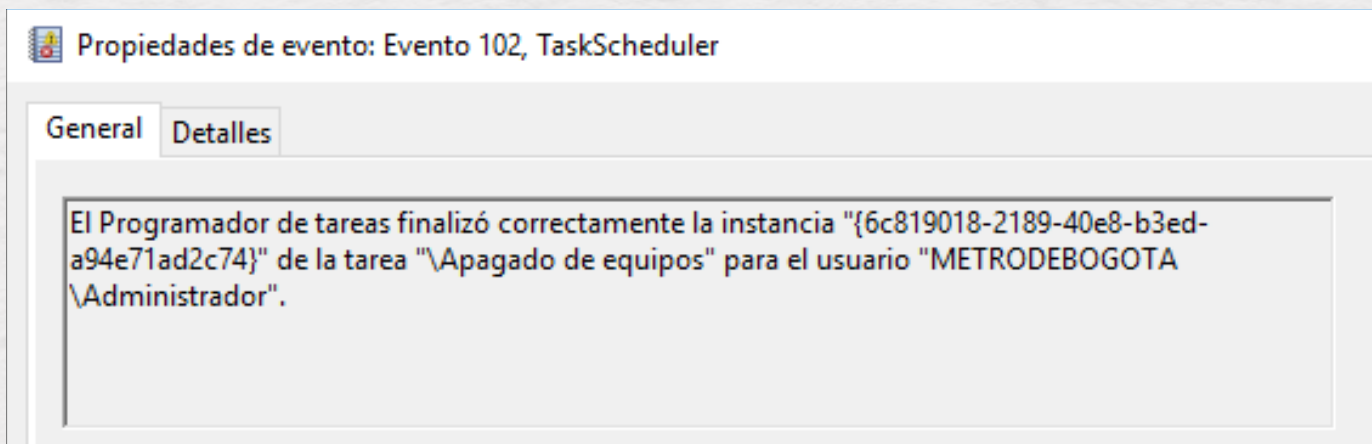 Propiedades de evento: Evento 102, TaskScheduler
General
Detalles
El Programador de tareas finalizó correctamente la instancia "{6c819018-2189-40e8-b3ed-
a94e71ad2c74}" de la tarea "\Apagado de equipos" para el usuario "METRODEBOGOTA
\Administrador".